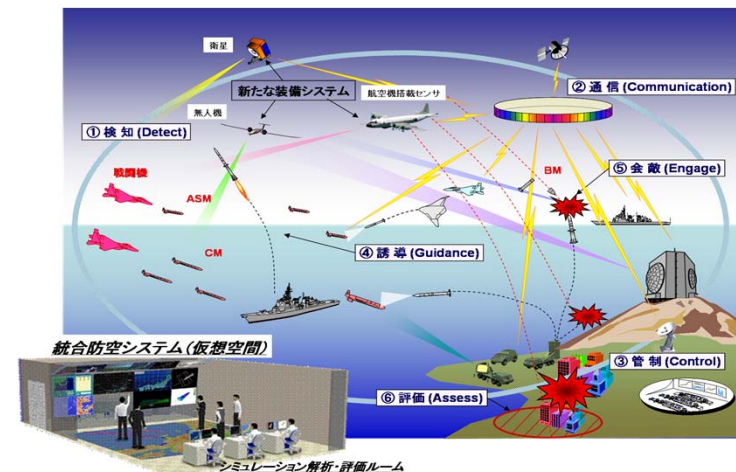 衛星
新たな装備システム
航空機搭載センサ
② 通 信 (Communication)
無人機
① 検 知 (Detect)
戦闘機
ASM
BM
⑤ 会 敵 (Engage)
CM
④ 誘 導 (Guidance)
統合防空システム(仮想空間)
③ 管 制 (Control)
⑥ 評 価 (Assess)
シミュレーション解析・評価ルーム